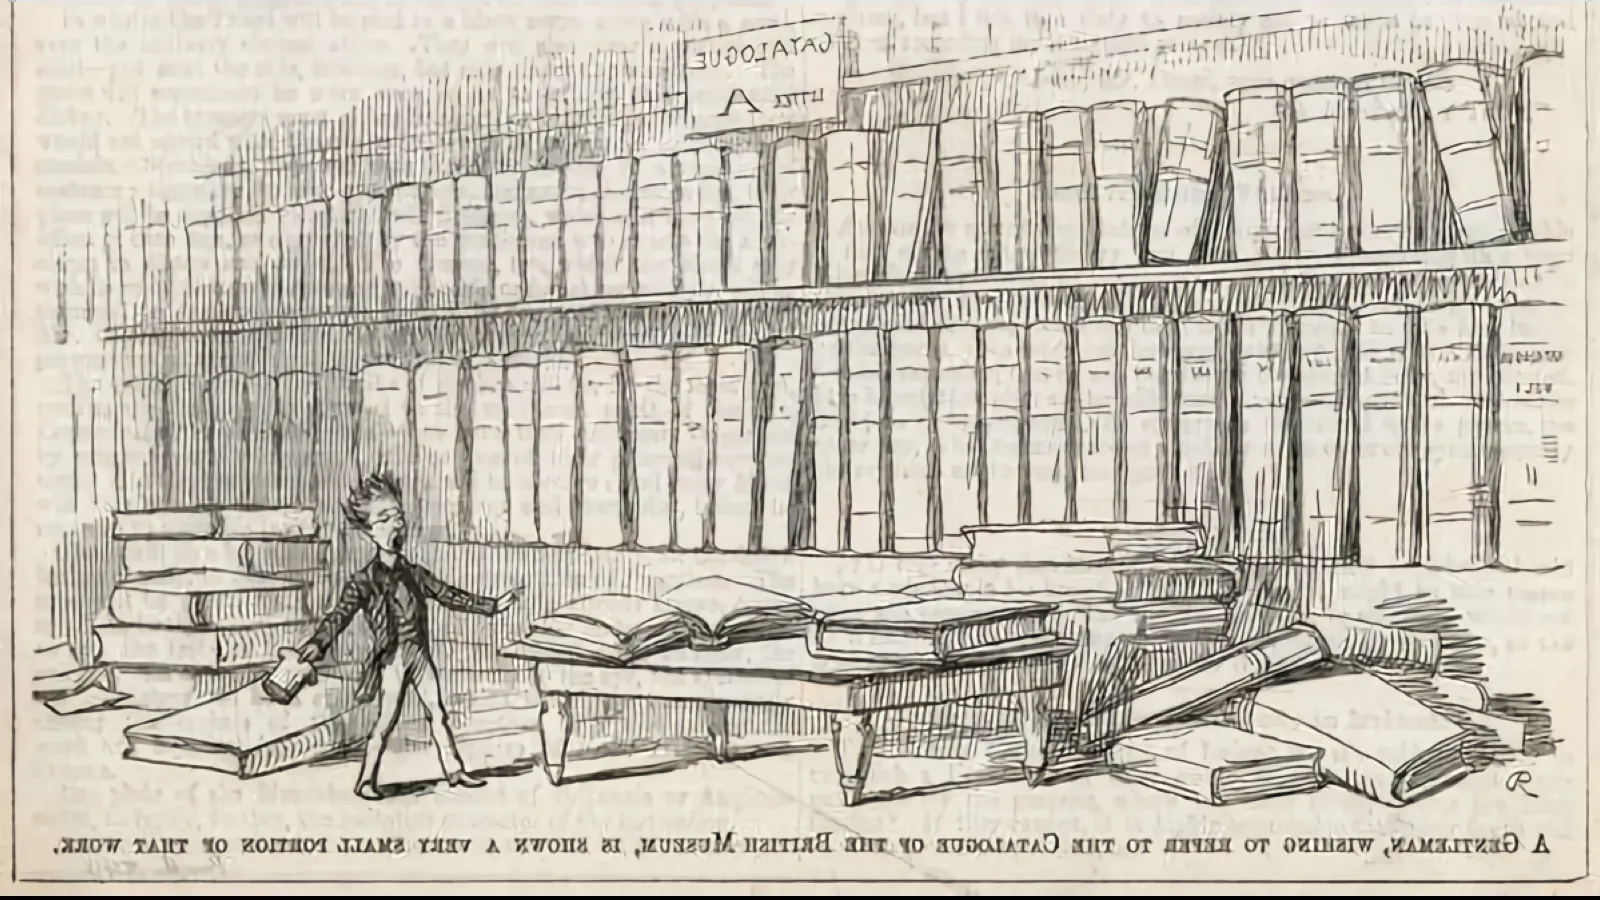 CATALOGUE
A
VOL I
A GENTLEMAN, WISHING TO REFER TO THE CATALOGUE OF THE BRITISH MUSEUM, IS SHOWN A VERY SMALL PORTION OF THAT WORK.